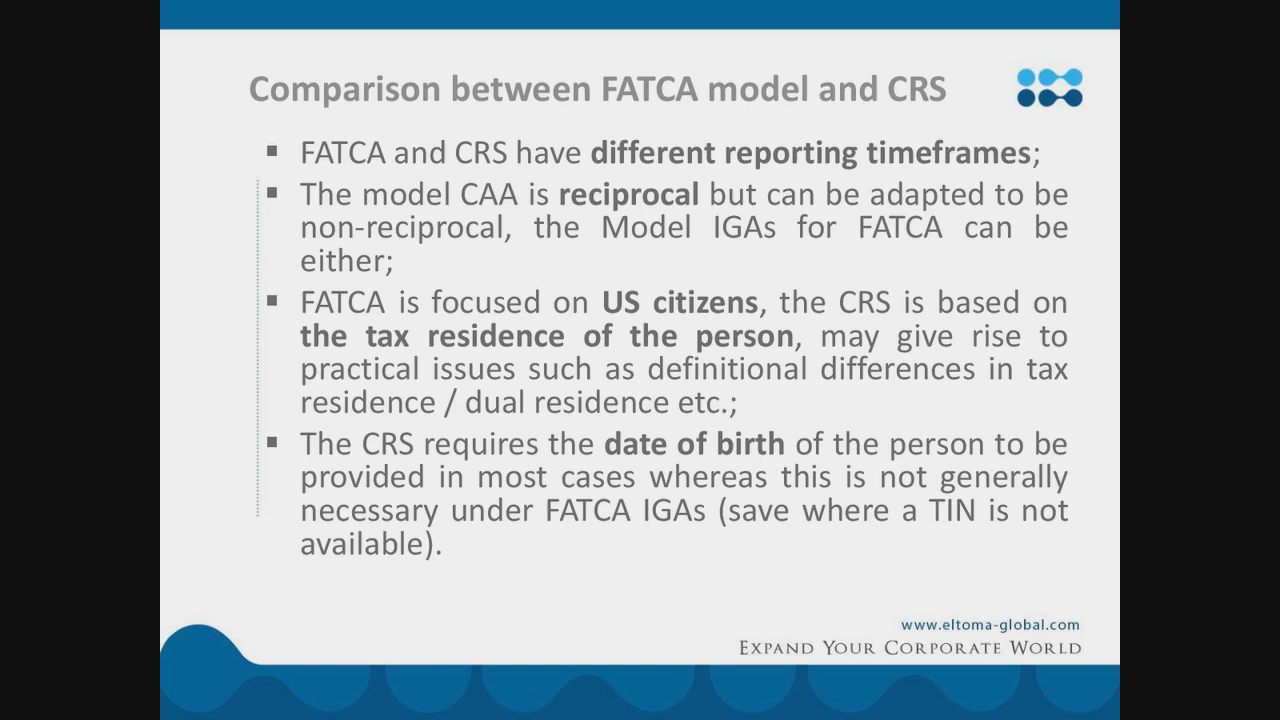 Comparison between FATCA model and CRS
▪ FATCA and CRS have different reporting timeframes;
▪ The model CAA is reciprocal but can be adapted to be
non-reciprocal, the Model IGAs for FATCA can be
either;
▪ FATCA is focused on US citizens, the CRS is based on
the tax residence of the person, may give rise to
practical issues such as definitional differences in tax
residence / dual residence etc.;
▪ The CRS requires the date of birth of the person to be
provided in most cases whereas this is not generally
necessary under FATCA IGAs (save where a TIN is not
available).
www.eltoma-global.com
EXPAND YOUR CORPORATE WORLD